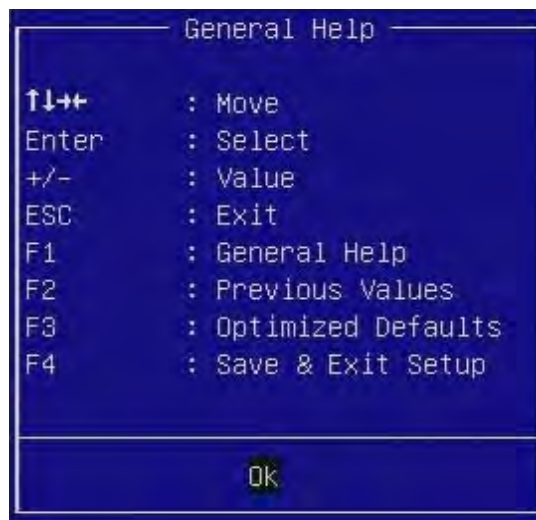 General Help
↑↓→← : Move
Enter : Select
+/- : Value
ESC : Exit
F1 : General Help
F2 : Previous Values
F3 : Optimized Defaults
F4 : Save & Exit Setup
Ok